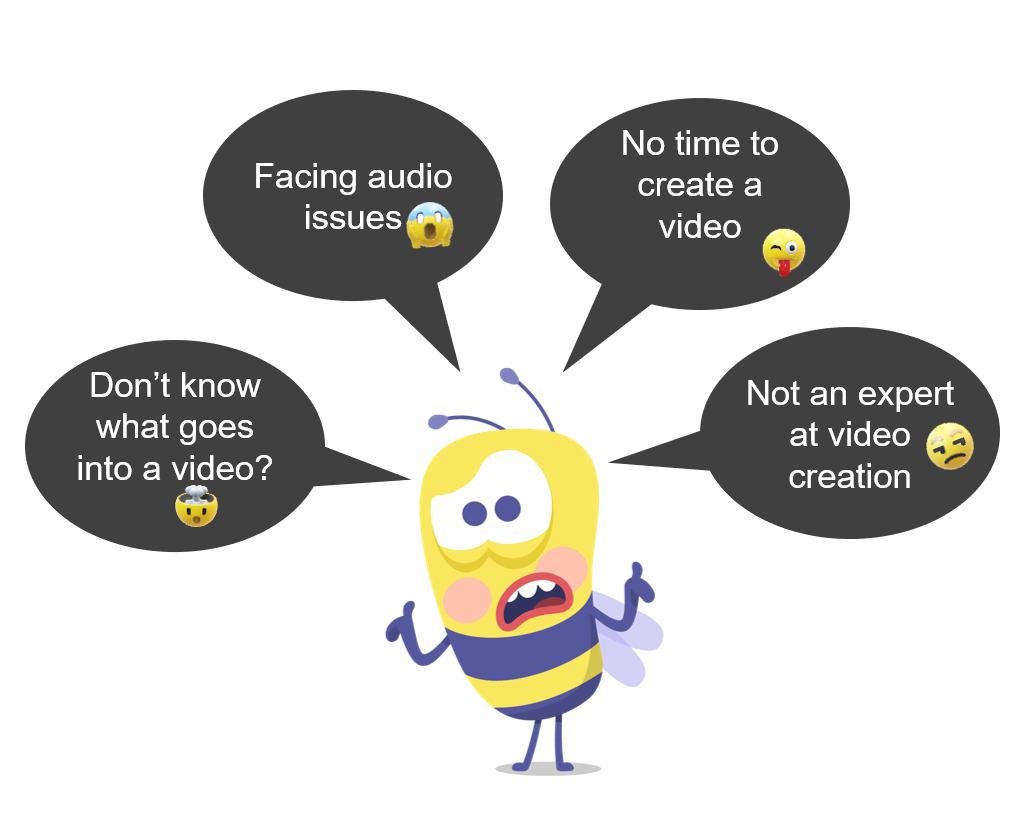 Facing audio
issues
No time to
create a
video
Don’t know
what goes
into a video?
Not an expert
at video
creation